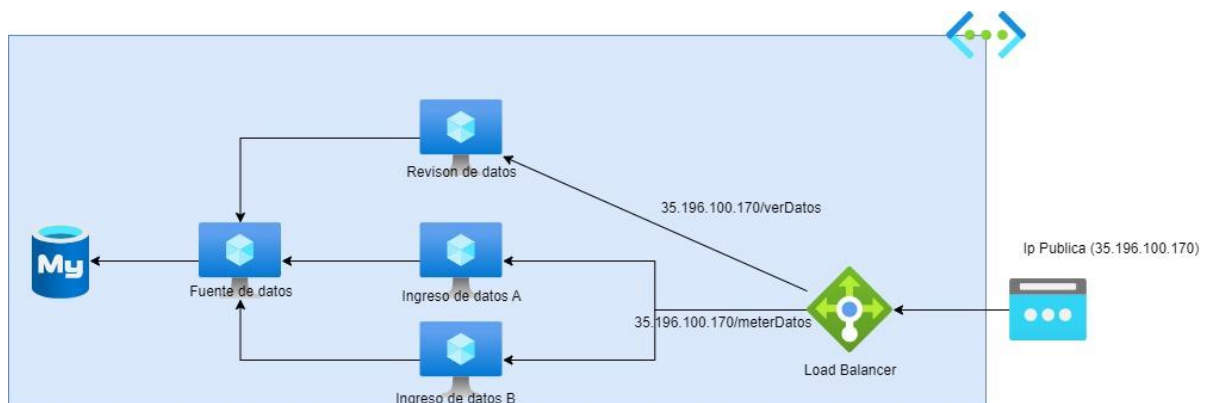 Revison de datos
35.196.100.170/verDatos
Ip Publica (35.196.100.170)
My
Fuente de datos
Ingreso de datos A
35.196.100.170/meterDatos
Load Balancer
Ingreso de datos B